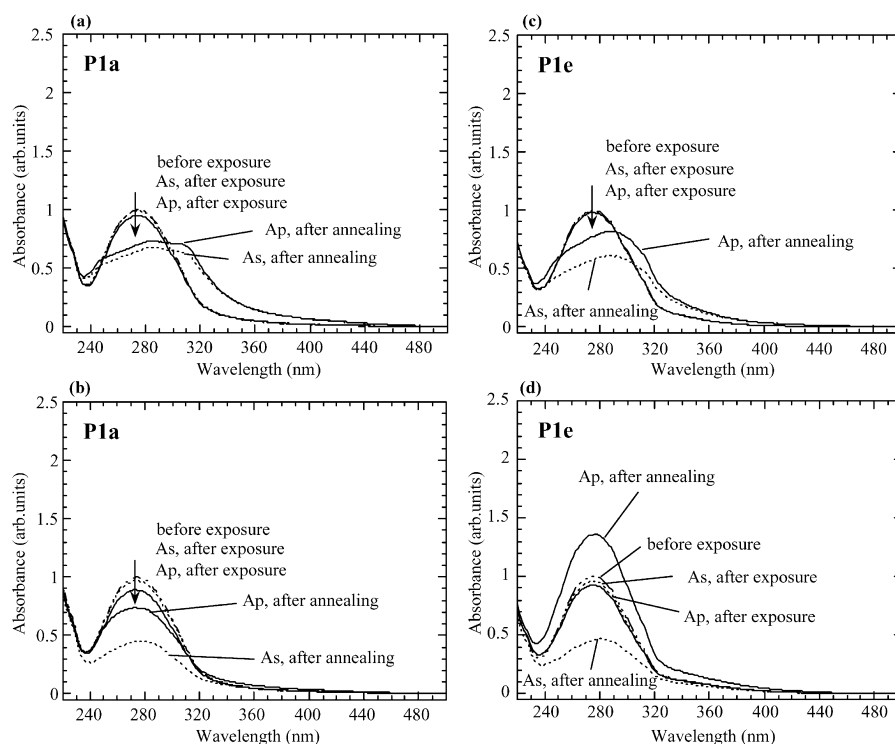 (a)
P1a
before exposure
As, after exposure
Ap, after exposure
Ap, after annealing
As, after annealing
Absorbance (arb.units)
2.5
2
1.5
1
0.5
0
240 280 320 360 400 440 480
Wavelength (nm)
(c)
P1e
before exposure
As, after exposure
Ap, after exposure
Ap, after annealing
As, after annealing
Absorbance (arb.units)
2.5
2
1.5
1
0.5
0
240 280 320 360 400 440 480
Wavelength (nm)
(b)
P1a
before exposure
As, after exposure
Ap, after exposure
Ap, after annealing
As, after annealing
Absorbance (arb.units)
2.5
2
1.5
1
0.5
0
240 280 320 360 400 440 480
Wavelength (nm)
(d)
P1e
Ap, after annealing
before exposure
As, after exposure
Ap, after exposure
As, after annealing
Absorbance (arb.units)
2.5
2
1.5
1
0.5
0
240 280 320 360 400 440 480
Wavelength (nm)